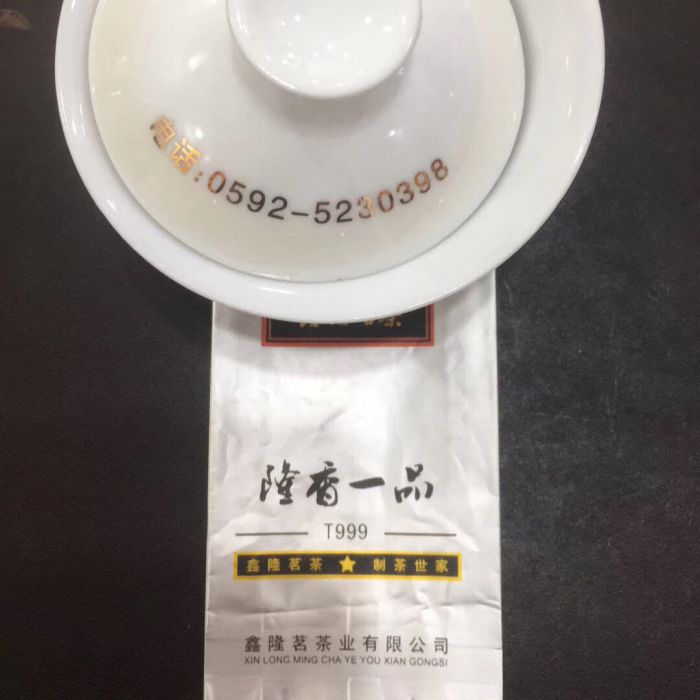 电话:0592-5230398
隆香一品
T999
鑫隆茗茶 ★ 制茶世家
鑫隆茗茶业有限公司
XIN LONG MING CHA YE YOU XIAN GONGSI